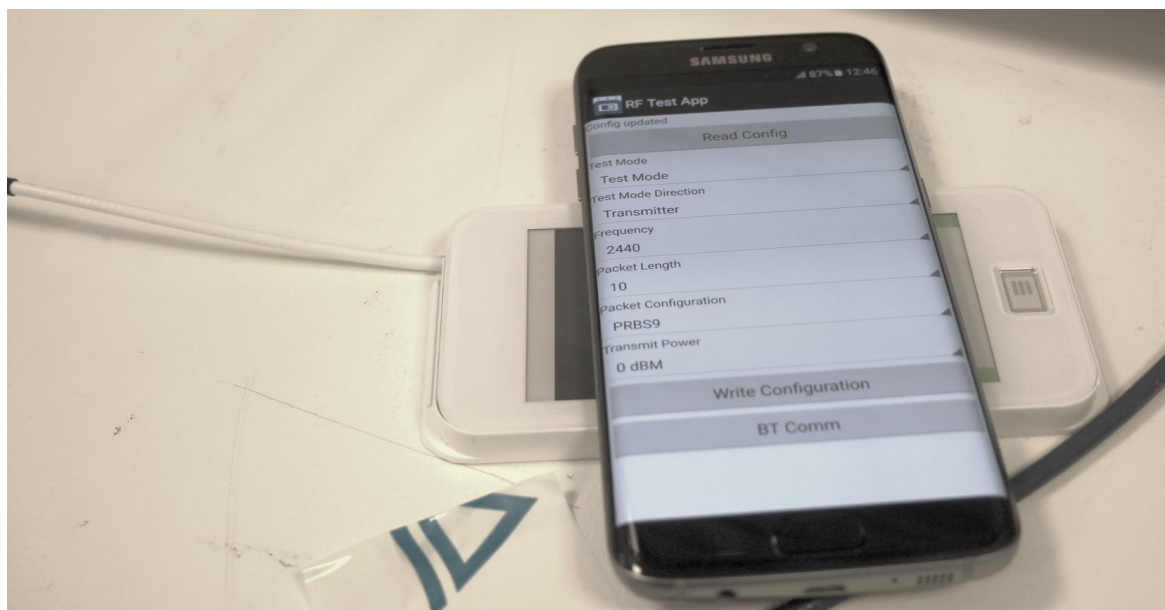 SAMSUNG
87% 12:46
RF Test App
Config updated
Read Config
Test Mode
Test Mode
Test Mode Direction
Transmitter
Frequency
2440
Packet Length
10
Packet Configuration
PRBS9
Transmit Power
0 dBM
Write Configuration
BT Comm